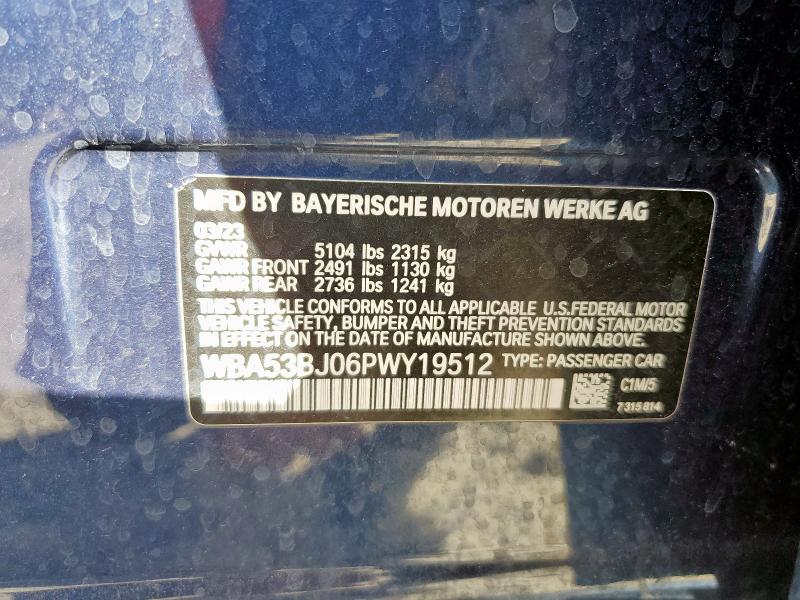 MFD BY BAYERISCHE MOTOREN WERKE AG
03/23
GVWR 5104 lbs 2315 kg
GAWR FRONT 2491 lbs 1130 kg
GAWR REAR 2736 lbs 1241 kg
THIS VEHICLE CONFORMS TO ALL APPLICABLE U.S.FEDERAL MOTOR
VEHICLE SAFETY, BUMPER AND THEFT PREVENTION STANDARDS
IN EFFECT ON THE DATE OF MANUFACTURE SHOWN ABOVE.
WBA53BJ06PWY19512 TYPE: PASSENGER CAR
C1M/5
7 315 814